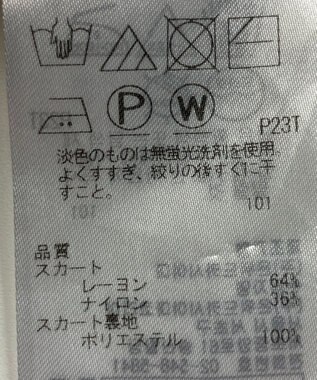 P W
P23T
淡色のものは無蛍光洗剤を使用。
よくすすぎ、絞りの後すぐに干
すこと。
101
品質
スカート
レーヨン 64%
ナイロン 36%
スカート裏地
ポリエステル 100%